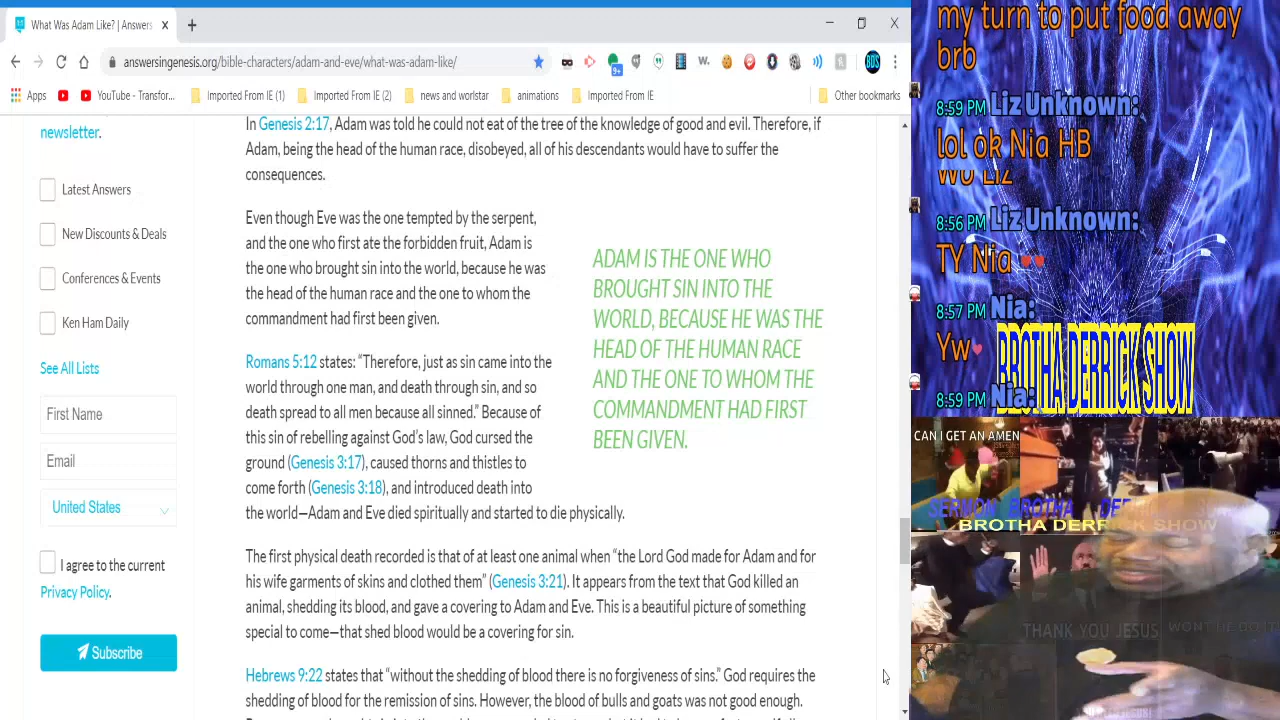 What Was Adam Like? | Answers
answersingenesis.org/bible-characters/adam-and-eve/what-was-adam-like/
9+
W.
BDS
Apps
YouTube - Transfor...
Imported From IE (1)
Imported From IE (2)
news and worlstar
animations
Imported From IE
Other bookmarks
newsletter.
Latest Answers
New Discounts & Deals
Conferences & Events
Ken Ham Daily
See All Lists
First Name
Email
United States
I agree to the current
Privacy Policy.
Subscribe
In Genesis 2:17, Adam was told he could not eat of the tree of the knowledge of good and evil. Therefore, if
Adam, being the head of the human race, disobeyed, all of his descendants would have to suffer the
consequences.
Even though Eve was the one tempted by the serpent,
and the one who first ate the forbidden fruit, Adam is
the one who brought sin into the world, because he was
the head of the human race and the one to whom the
commandment had first been given.
ADAM IS THE ONE WHO
BROUGHT SIN INTO THE
WORLD, BECAUSE HE WAS THE
HEAD OF THE HUMAN RACE
AND THE ONE TO WHOM THE
COMMANDMENT HAD FIRST
BEEN GIVEN.
Romans 5:12 states: “Therefore, just as sin came into the
world through one man, and death through sin, and so
death spread to all men because all sinned.” Because of
this sin of rebelling against God’s law, God cursed the
ground (Genesis 3:17), caused thorns and thistles to
come forth (Genesis 3:18), and introduced death into
the world—Adam and Eve died spiritually and started to die physically.
The first physical death recorded is that of at least one animal when “the Lord God made for Adam and for
his wife garments of skins and clothed them” (Genesis 3:21). It appears from the text that God killed an
animal, shedding its blood, and gave a covering to Adam and Eve. This is a beautiful picture of something
special to come—that shed blood would be a covering for sin.
Hebrews 9:22 states that “without the shedding of blood there is no forgiveness of sins.” God requires the
shedding of blood for the remission of sins. However, the blood of bulls and goats was not good enough.
my turn to put food away
brb
8:59 PM Liz Unknown:
lol ok Nia HB
8:56 PM Liz Unknown:
TY Nia
8:57 PM Nia:
Yw
BROTHA DERRICK SHOW
8:59 PM Nia:
CAN I GET AN AMEN
SERMON BROTHA
BROTHA DERRICK SHOW
THANK YOU JESUS